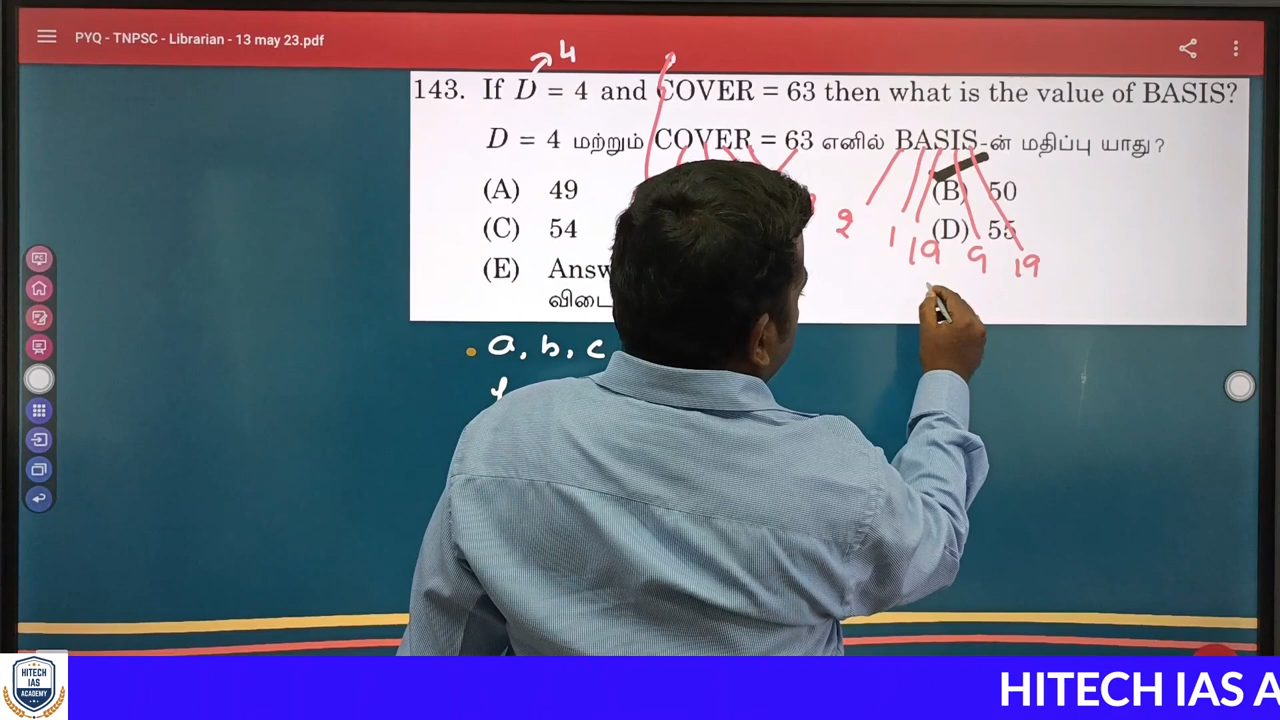 PYQ - TNPSC - Librarian - 13 may 23.pdf
4
143. If D = 4 and COVER = 63 then what is the value of BASIS?
D = 4 மற்றும் COVER = 63 எனில் BASIS-ன் மதிப்பு யாது?
(A) 49 (B) 50
(C) 54 (D) 55
2 1 19 9 19
(E) Answ
விடை
a, b, c
HITECH IAS ACADEMY
HITECH IAS A